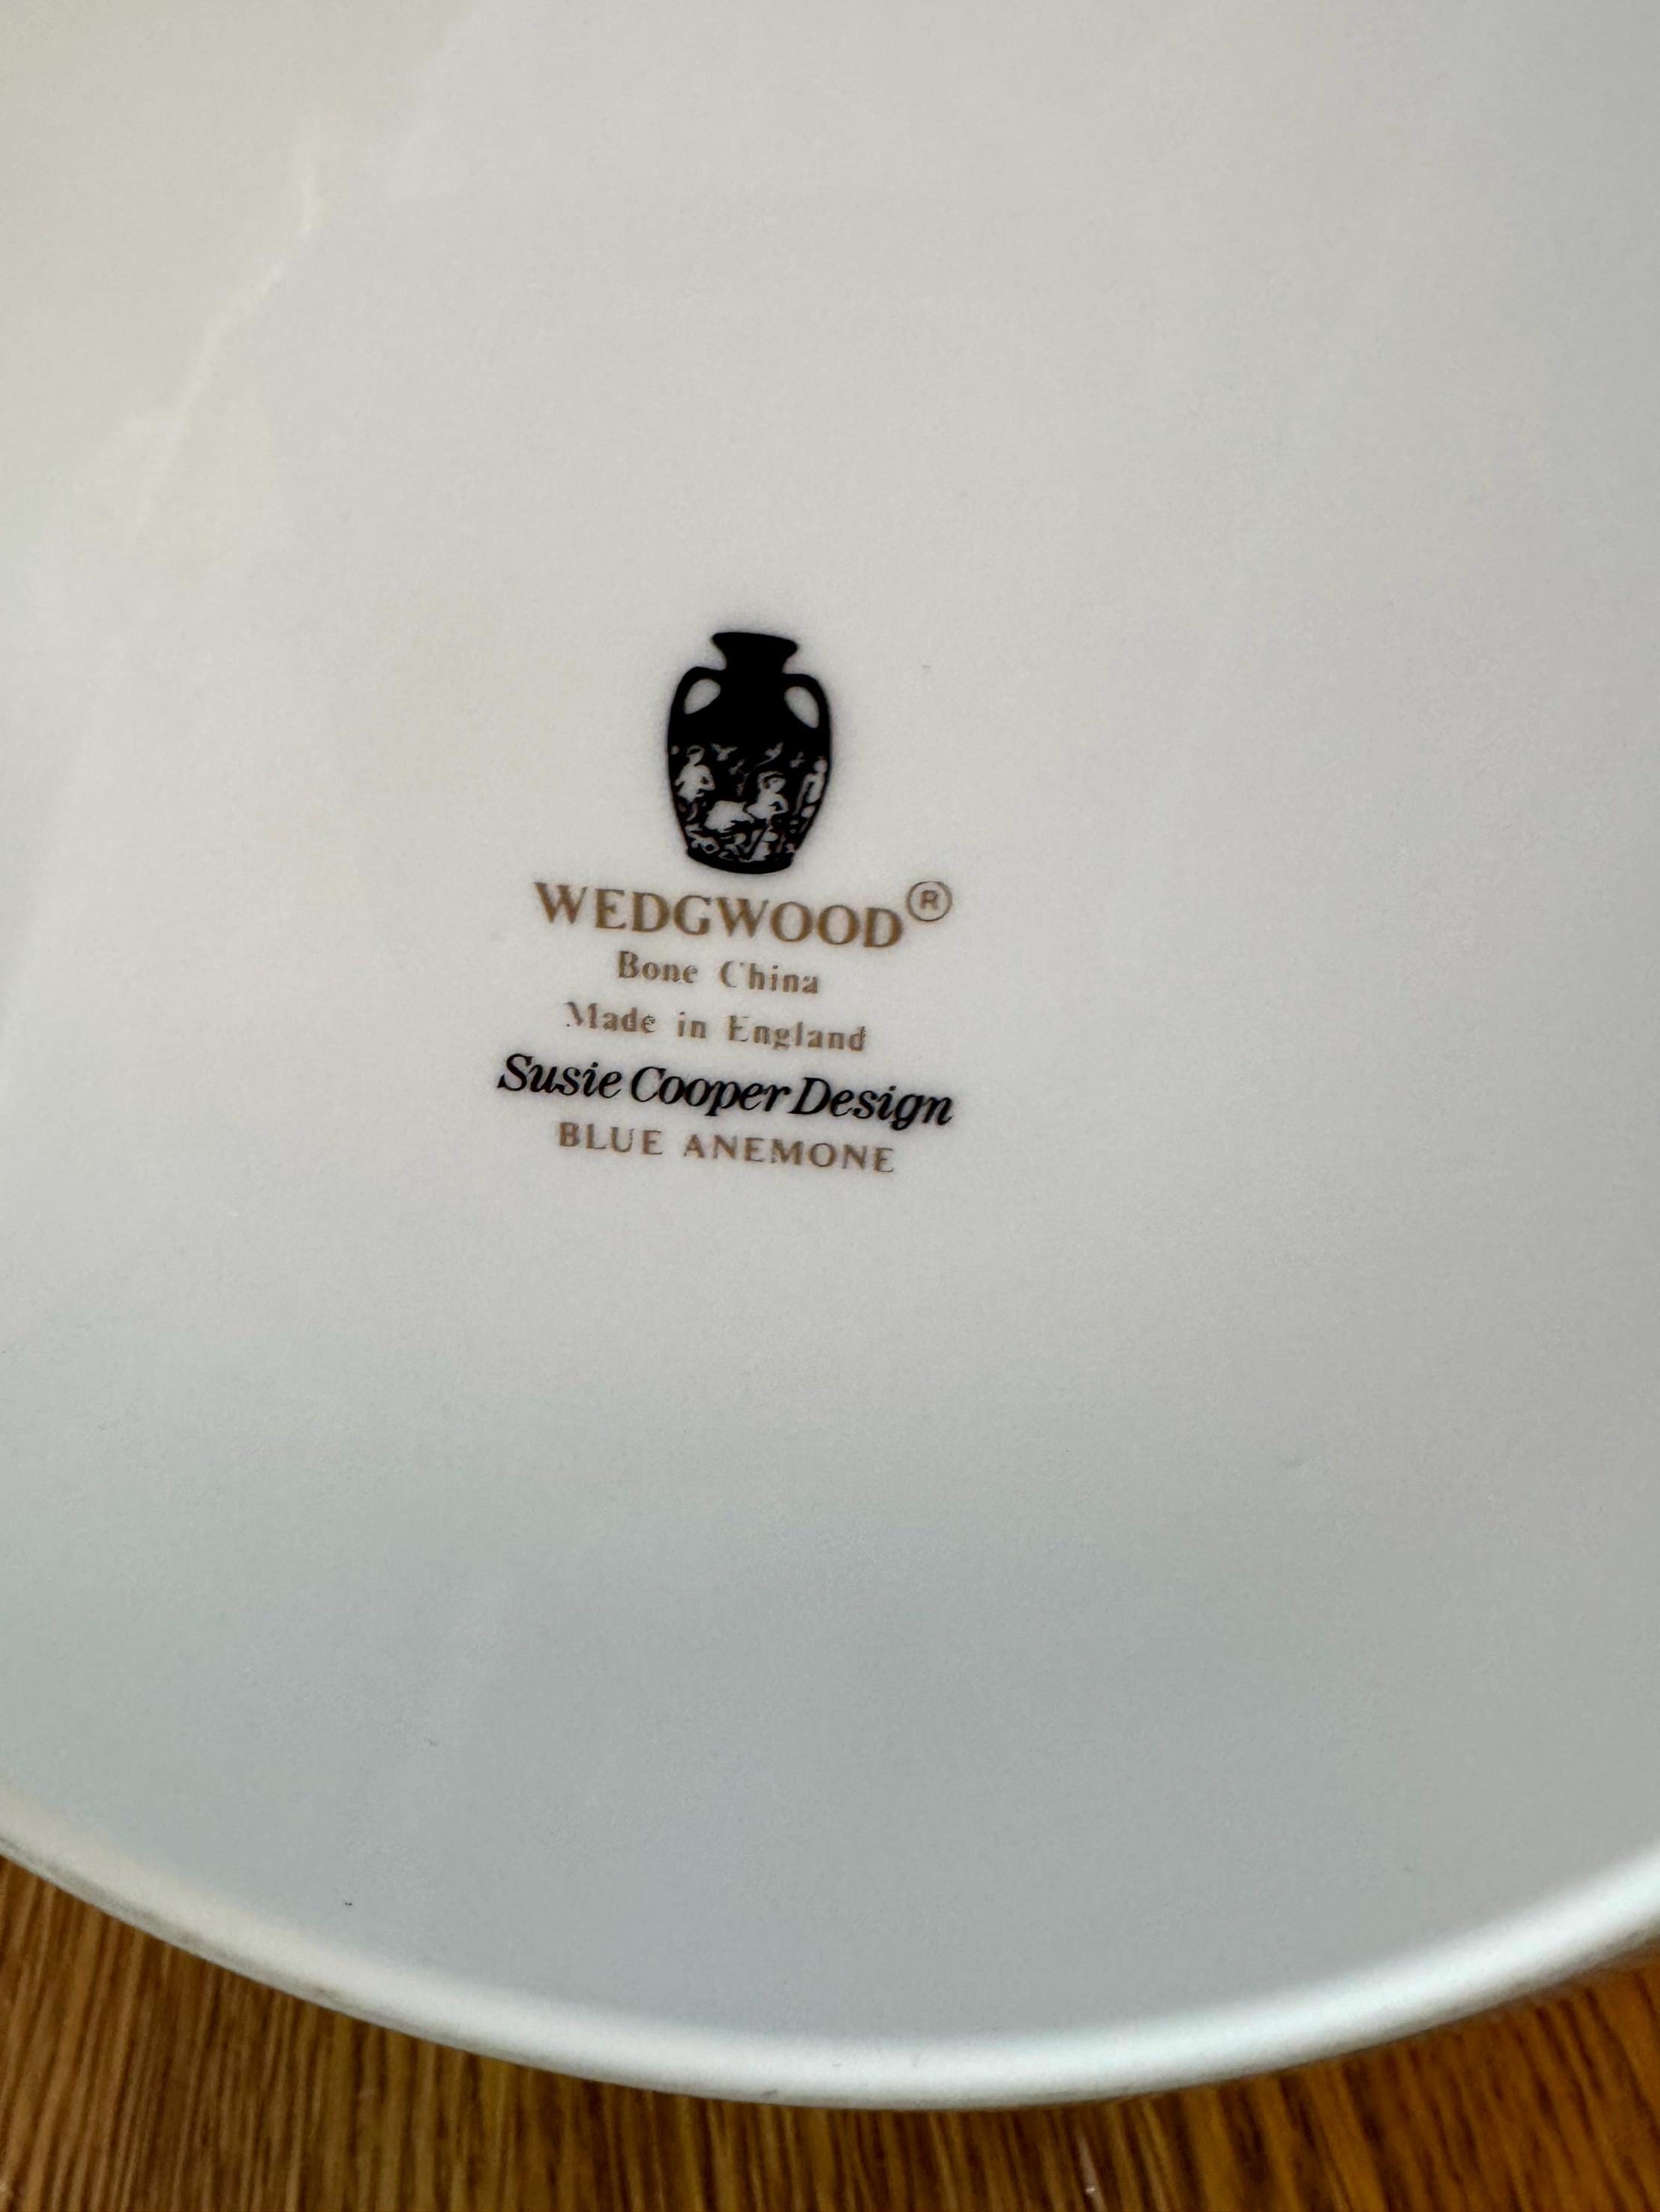 WEDGWOOD®
Bone China
Made in England
Susie Cooper Design
BLUE ANEMONE